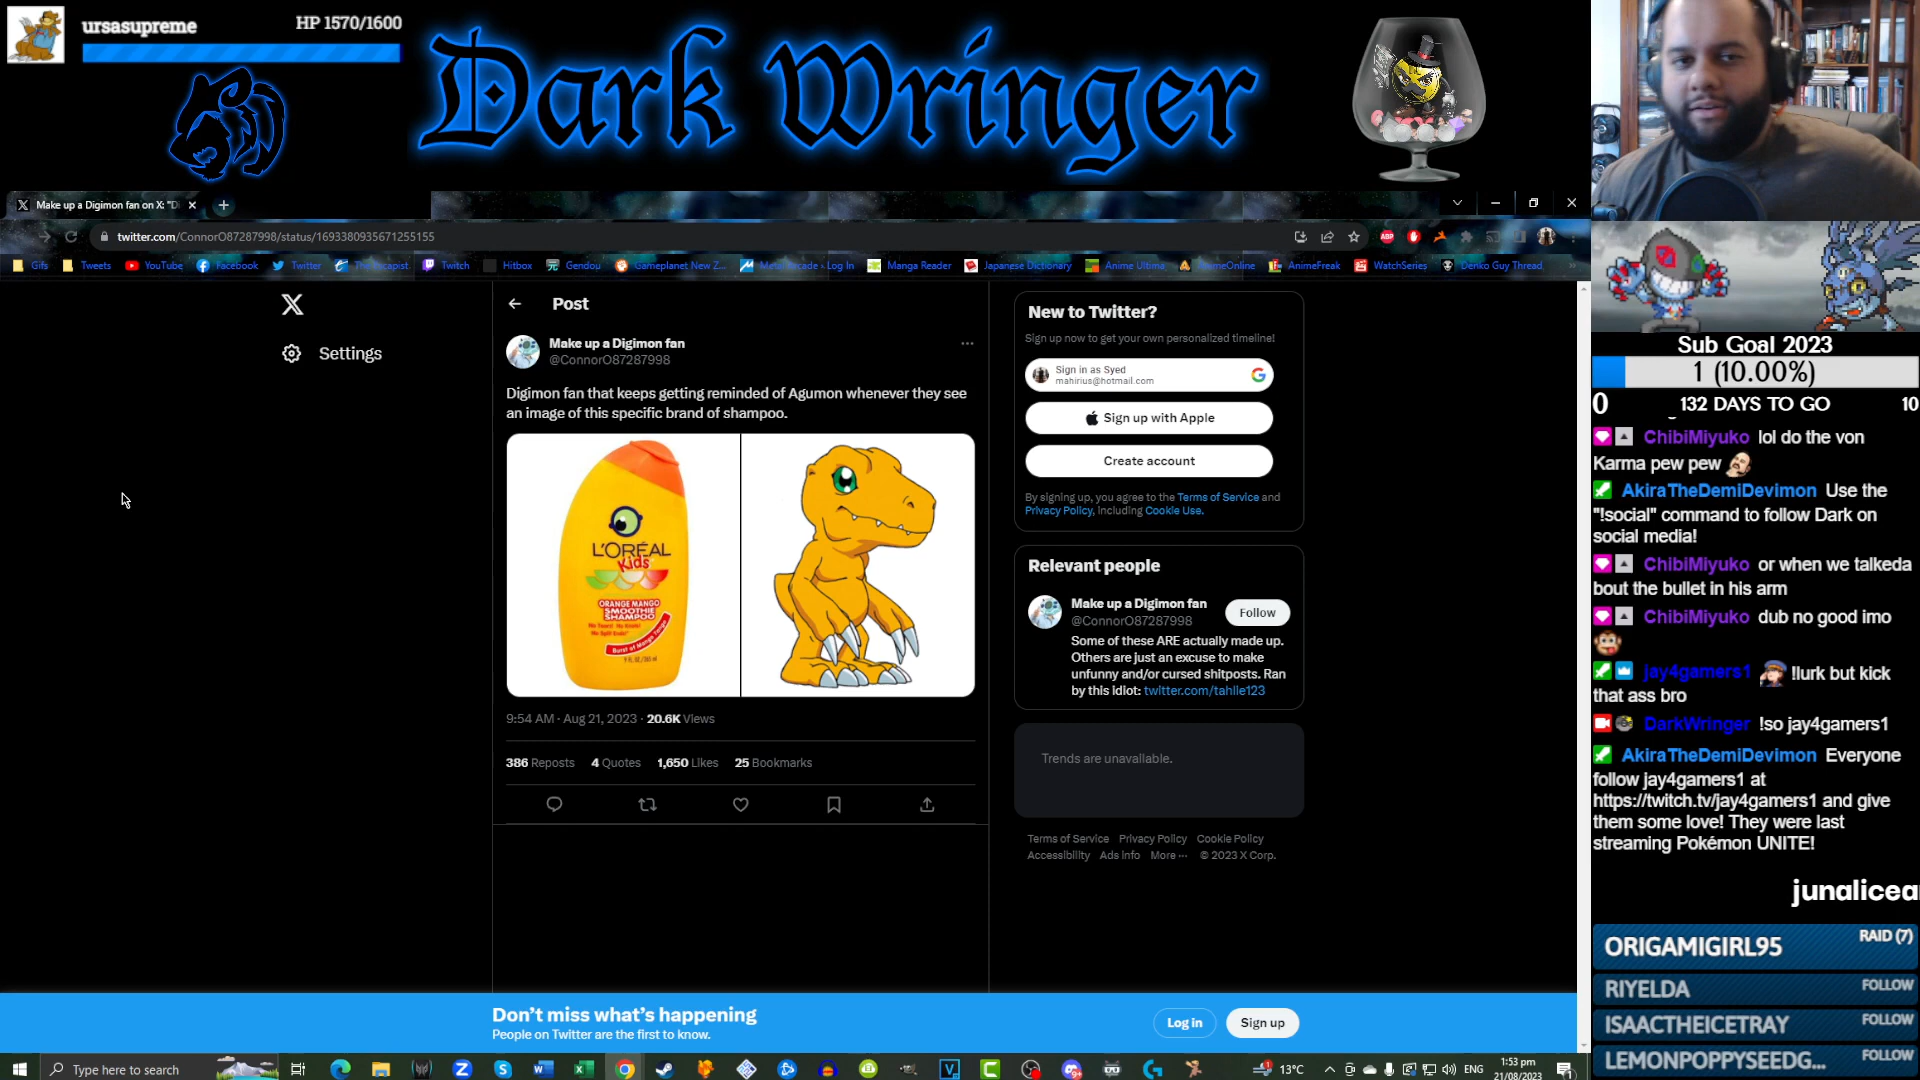 ursasupreme
HP 1570/1600
Dark Wringer
Make up a Digimon fan on X: "Di
twitter.com/ConnorO87287998/status/1693380935671255155
Gifs
Tweets
YouTube
Facebook
Twitter
Twitch
Hitbox
Gendou
Gameplanet New Z...
Log In
Manga Reader
Japanese Dictionary
Anime Ultima
AnimeFreak
WatchSeries
Denko Guy Thread
Settings
Post
Make up a Digimon fan
@ConnorO87287998
Digimon fan that keeps getting reminded of Agumon whenever they see
an image of this specific brand of shampoo.
L'ORÉAL
Kids
ORANGE MANGO
SMOOTHIE
SHAMPOO
9:54 AM · Aug 21, 2023 · 20.6K Views
386 Reposts 4 Quotes 1,650 Likes 25 Bookmarks
New to Twitter?
Sign up now to get your own personalized timeline!
Sign in as Syed
mahirius@hotmail.com
Sign up with Apple
Create account
By signing up, you agree to the Terms of Service and
Privacy Policy, including Cookie Use.
Relevant people
Make up a Digimon fan
@ConnorO87287998
Follow
Some of these ARE actually made up.
Others are just an excuse to make
unfunny and/or cursed shitposts. Ran
by this idiot: twitter.com/tahlle123
Trends are unavailable.
Terms of Service Privacy Policy Cookie Policy
Accessibility Ads info More ··· © 2023 X Corp.
Don't miss what's happening
People on Twitter are the first to know.
Log in
Sign up
Type here to search
13°C
ENG
1:53 pm
21/08/2023
Sub Goal 2023
1 (10.00%)
0 132 DAYS TO GO 10
ChibiMiyuko lol do the von
Karma pew pew
AkiraTheDemiDevimon Use the
"!social" command to follow Dark on
social media!
ChibiMiyuko or when we talkeda
bout the bullet in his arm
ChibiMiyuko dub no good imo
jay4gamers1 !lurk but kick
that ass bro
DarkWringer !so jay4gamers1
AkiraTheDemiDevimon Everyone
follow jay4gamers1 at
https://twitch.tv/jay4gamers1 and give
them some love! They were last
streaming Pokémon UNITE!
junalicea
ORIGAMIGIRL95 RAID (7)
RIYELDA FOLLOW
ISAACTHEICETRAY FOLLOW
LEMONPOPPYSEEDG... FOLLOW